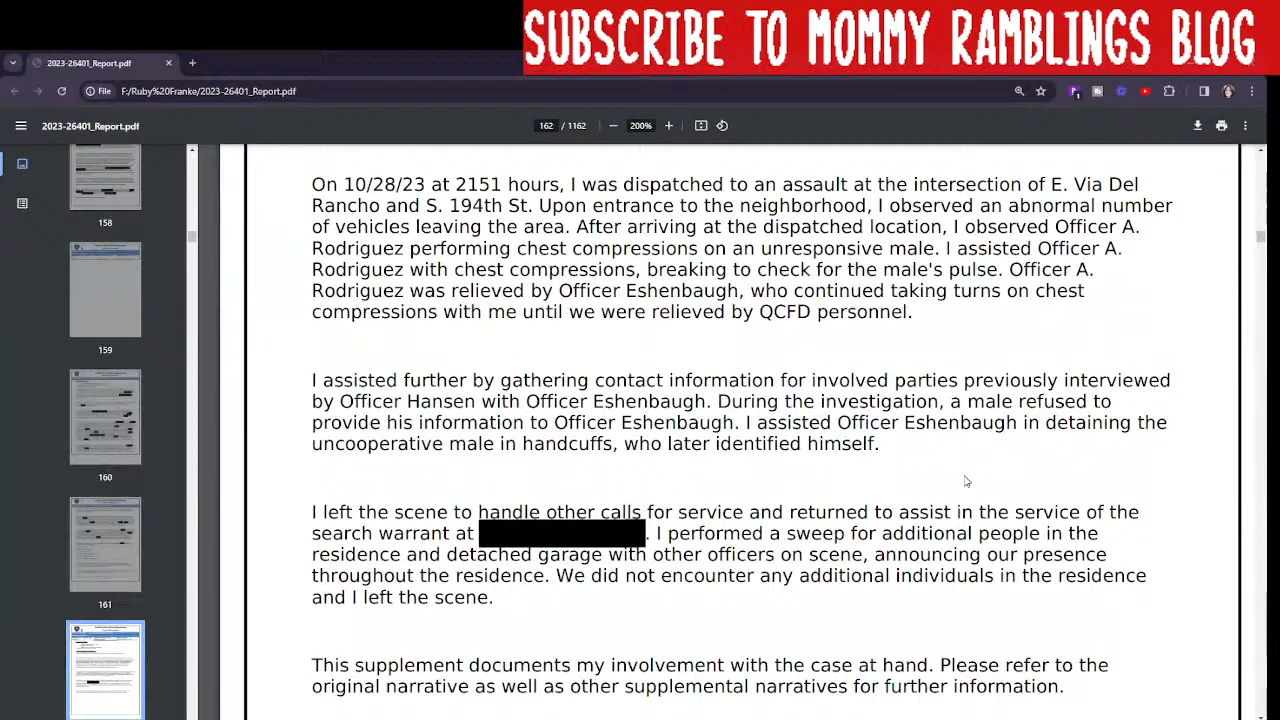 SUBSCRIBE TO MOMMY RAMBLINGS BLOG
2023-26401_Report.pdf
File F:/Ruby%20Franke/2023-26401_Report.pdf
2023-26401_Report.pdf 162 / 1162 200%
158
159
160
161
On 10/28/23 at 2151 hours, I was dispatched to an assault at the intersection of E. Via Del
Rancho and S. 194th St. Upon entrance to the neighborhood, I observed an abnormal number
of vehicles leaving the area. After arriving at the dispatched location, I observed Officer A.
Rodriguez performing chest compressions on an unresponsive male. I assisted Officer A.
Rodriguez with chest compressions, breaking to check for the male's pulse. Officer A.
Rodriguez was relieved by Officer Eshenbaugh, who continued taking turns on chest
compressions with me until we were relieved by QCFD personnel.
I assisted further by gathering contact information for involved parties previously interviewed
by Officer Hansen with Officer Eshenbaugh. During the investigation, a male refused to
provide his information to Officer Eshenbaugh. I assisted Officer Eshenbaugh in detaining the
uncooperative male in handcuffs, who later identified himself.
I left the scene to handle other calls for service and returned to assist in the service of the
search warrant at . I performed a sweep for additional people in the
residence and detached garage with other officers on scene, announcing our presence
throughout the residence. We did not encounter any additional individuals in the residence
and I left the scene.
This supplement documents my involvement with the case at hand. Please refer to the
original narrative as well as other supplemental narratives for further information.